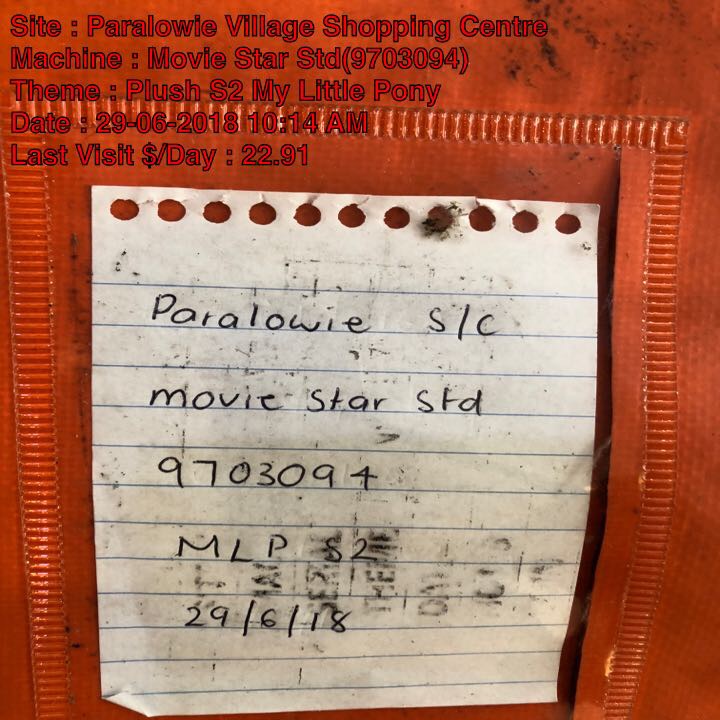 Site : Paralowie Village Shopping Centre
Machine : Movie Star Std(9703094)
Theme : Plush S2 My Little Pony
Date : 29-06-2018 10:14 AM
Last Visit $/Day : 22.91
Paralowie S/C
movie Star Std
9703094
MLP S2
29/6/18